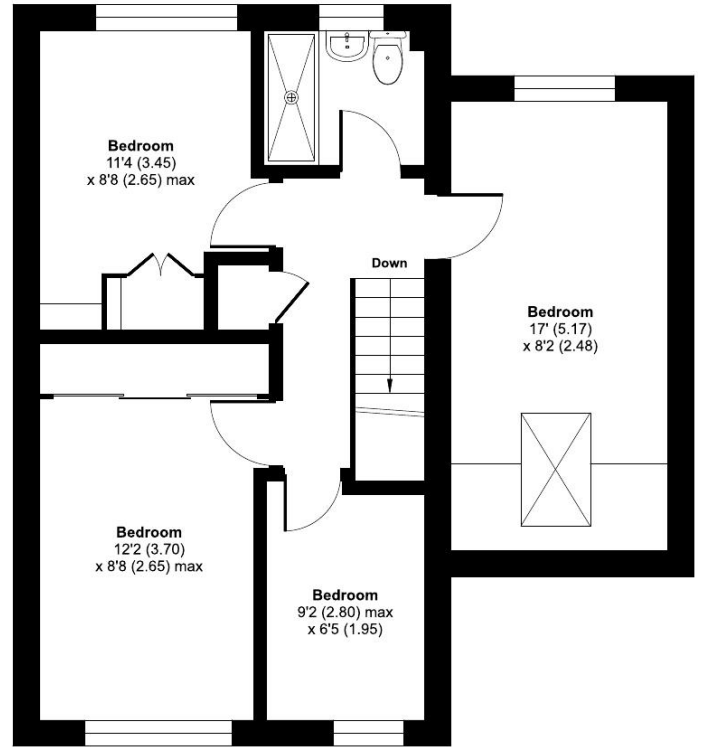 Bedroom
11'4 (3.45)
x 8'8 (2.65) max
Down
Bedroom
17' (5.17)
x 8'2 (2.48)
Bedroom
12'2 (3.70)
x 8'8 (2.65) max
Bedroom
9'2 (2.80) max
x 6'5 (1.95)